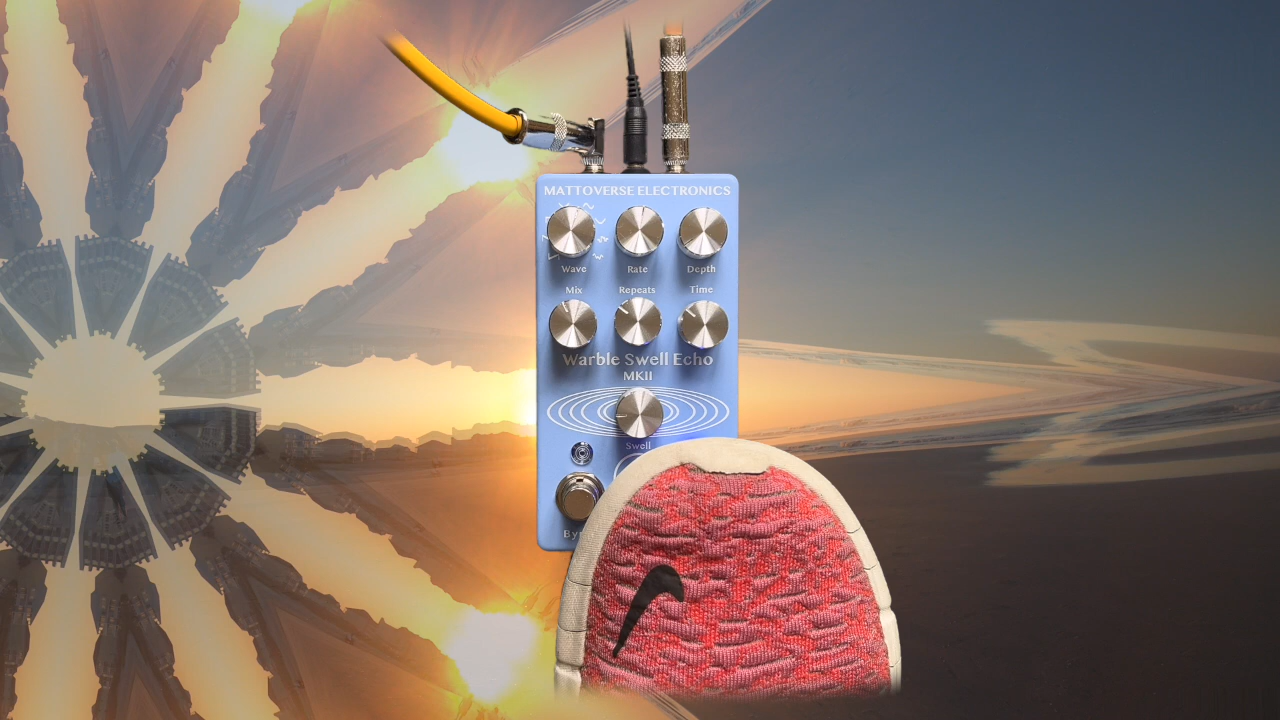 MATTOVERSE ELECTRONICS
Wave Rate Depth
Mix Repeats Time
Warble Swell Echo
MKII
Swell